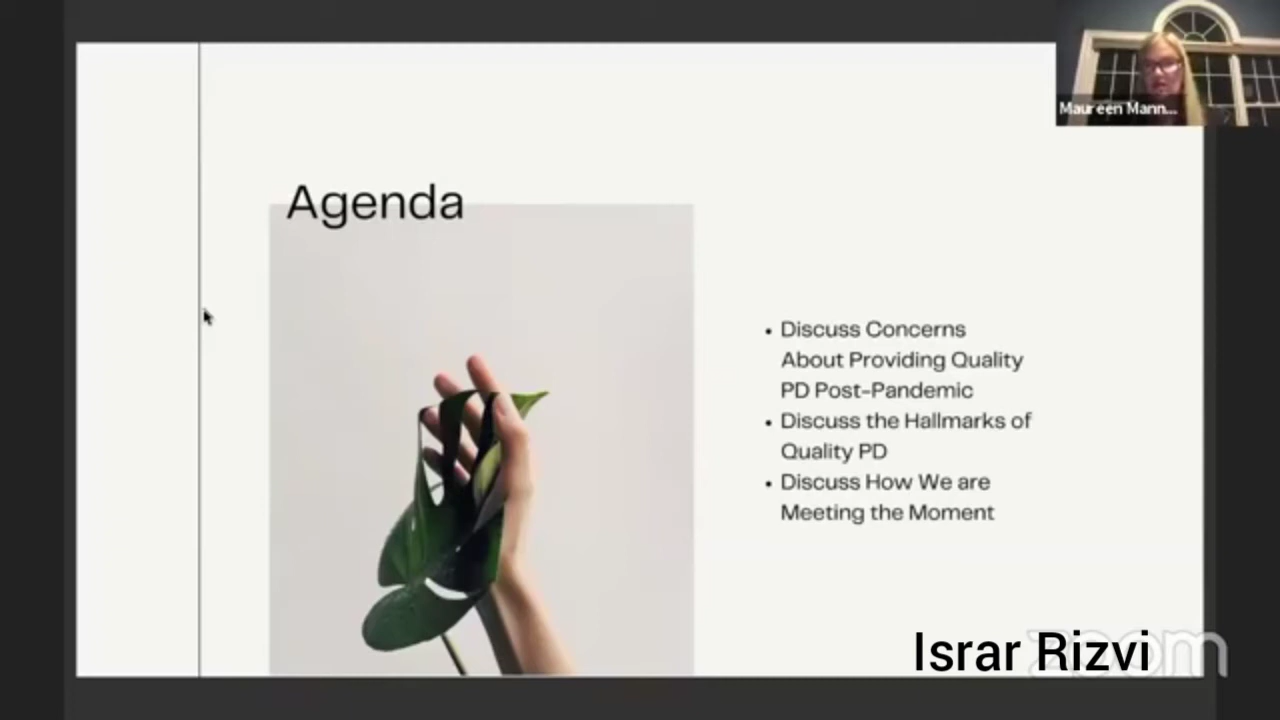 Maureen Mann...
Agenda
• Discuss Concerns
About Providing Quality
PD Post-Pandemic
• Discuss the Hallmarks of
Quality PD
• Discuss How We are
Meeting the Moment
Israr Rizvi
zoom